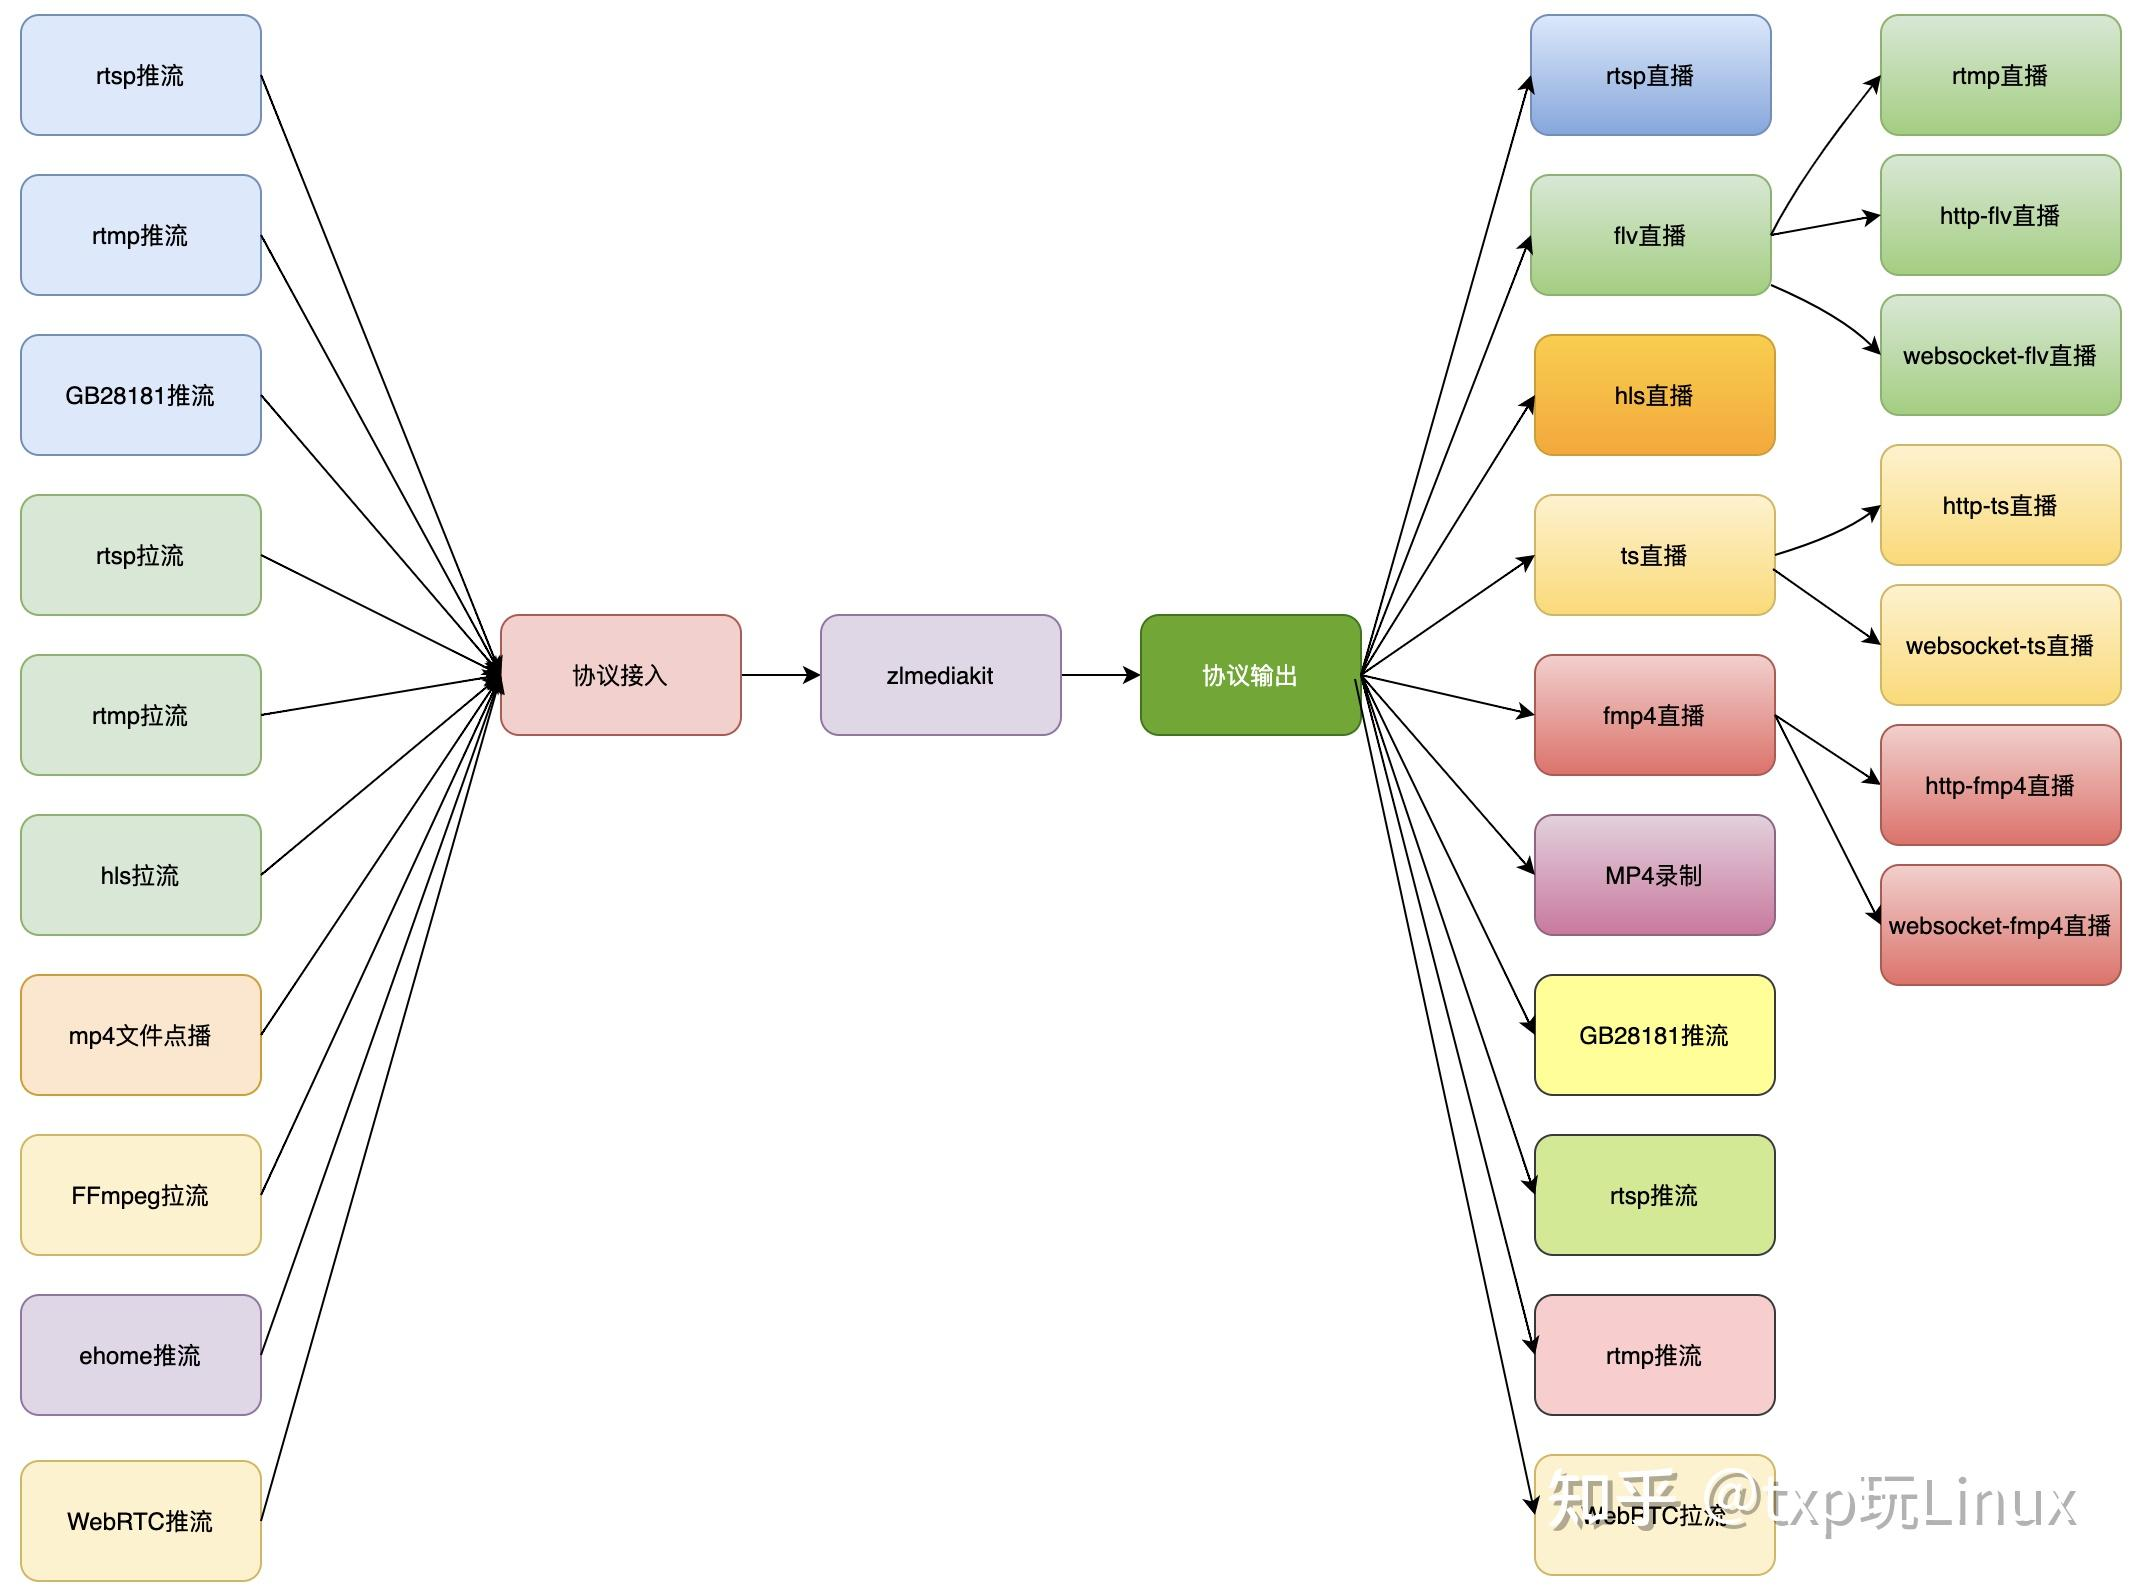 rtsp推流
rtmp推流
GB28181推流
rtsp拉流
rtmp拉流
hls拉流
mp4文件点播
FFmpeg拉流
ehome推流
WebRTC推流
协议接入
zlmediakit
协议输出
rtsp直播
flv直播
hls直播
ts直播
fmp4直播
MP4录制
GB28181推流
rtsp推流
rtmp推流
WebRTC拉流
rtmp直播
http-flv直播
websocket-flv直播
http-ts直播
websocket-ts直播
http-fmp4直播
websocket-fmp4直播
知乎 @txp玩Linux